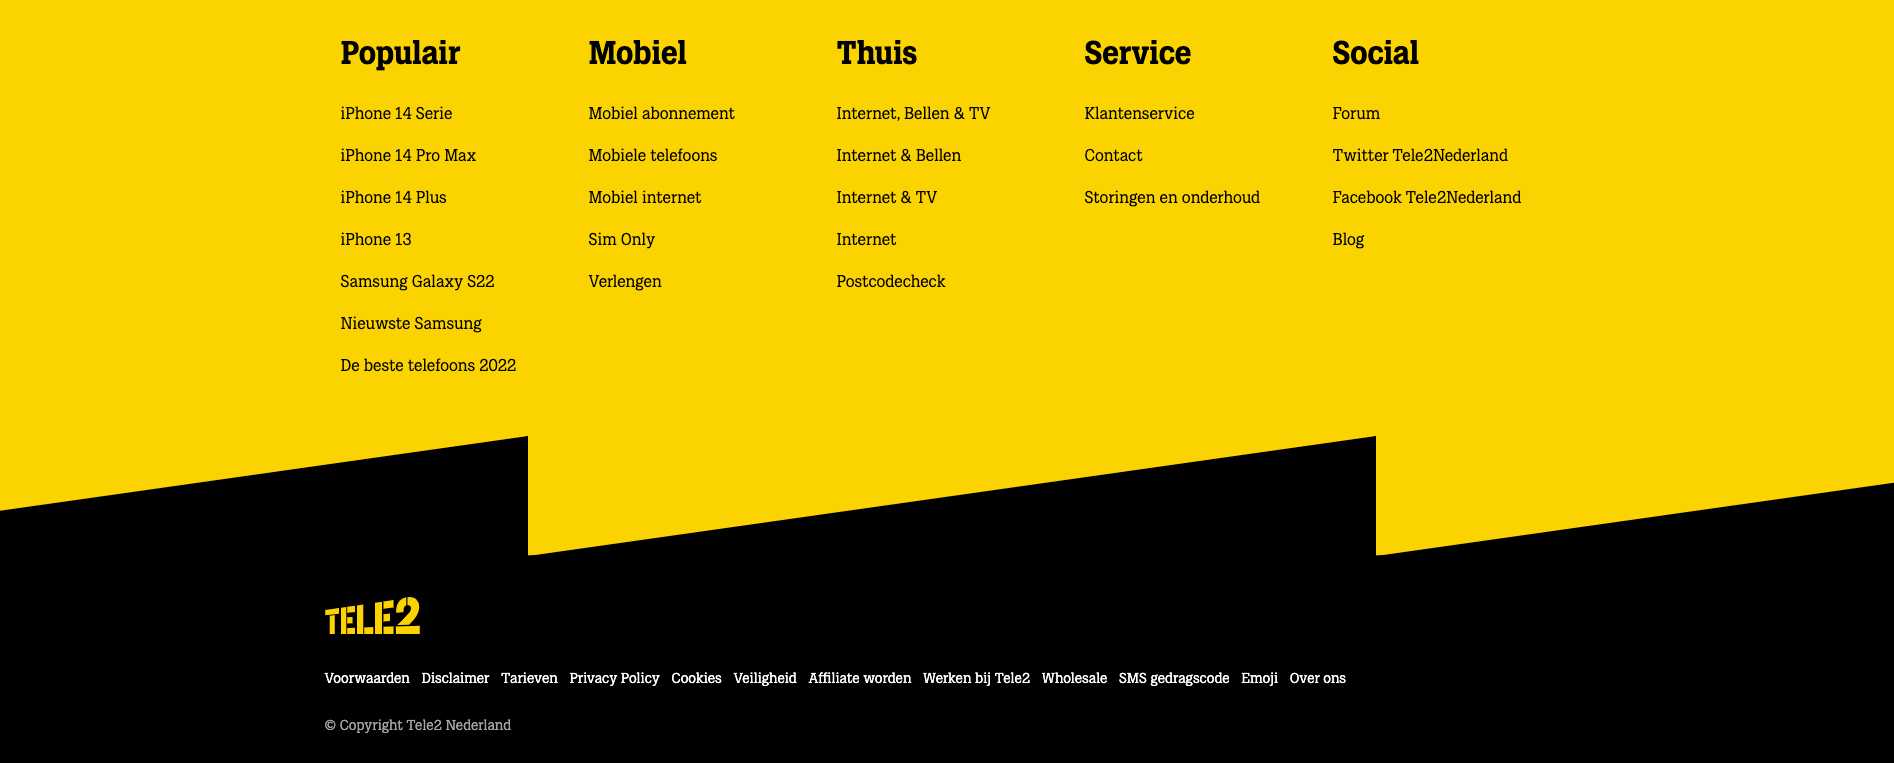 Populair
iPhone 14 Serie
iPhone 14 Pro Max
iPhone 14 Plus
iPhone 13
Samsung Galaxy S22
Nieuwste Samsung
De beste telefoons 2022
Mobiel
Mobiel abonnement
Mobiele telefoons
Mobiel internet
Sim Only
Verlengen
Thuis
Internet, Bellen & TV
Internet & Bellen
Internet & TV
Internet
Postcodecheck
Service
Klantenservice
Contact
Storingen en onderhoud
Social
Forum
Twitter Tele2Nederland
Facebook Tele2Nederland
Blog
TELE2
Voorwaarden Disclaimer Tarieven Privacy Policy Cookies Veiligheid Affiliate worden Werken bij Tele2 Wholesale SMS gedragscode Emoji Over ons
© Copyright Tele2 Nederland